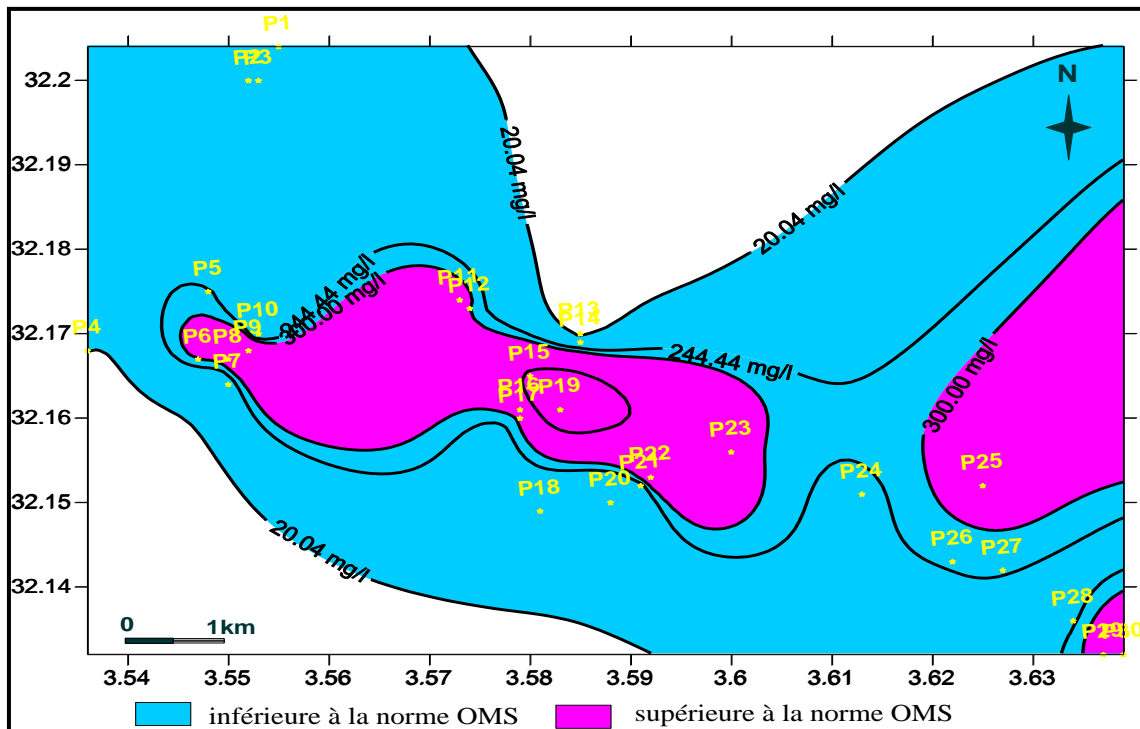 P1
P2
P3
32.2
N
20.04 mg/l
32.19
20.04 mg/l
32.18
P5
244.44 mg/l
300.00 mg/l
P11
P12
P10
P13
P14
32.17
P4
P9
P6
P8
P7
P15
244.44 mg/l
300.00 mg/l
P16
P19
P17
32.16
P23
P22
P21
P20
P18
P24
P25
32.15
20.04 mg/l
P26
P27
32.14
P28
P29
P30
0
1km
3.54
3.55
3.56
3.57
3.58
3.59
3.6
3.61
3.62
3.63
inférieure à la norme OMS
supérieure à la norme OMS